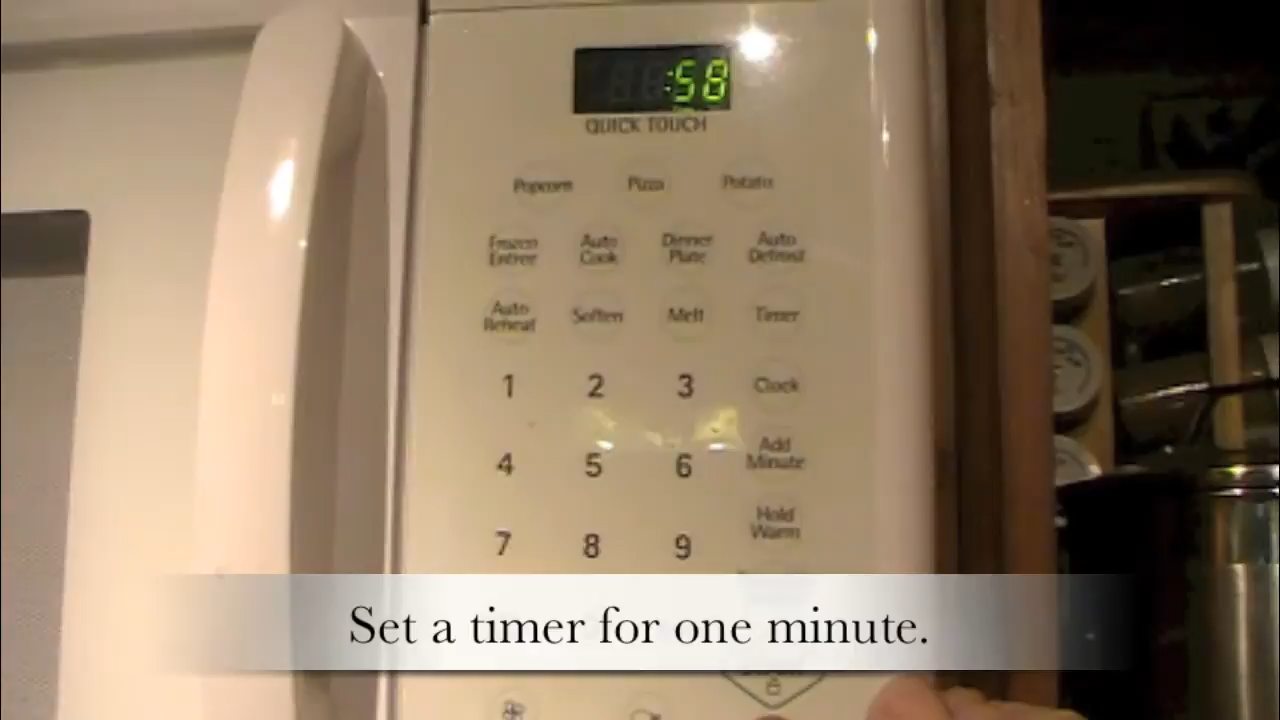 :58
QUICK TOUCH
Popcorn Pizza Potato
Frozen Entree Auto Cook Dinner Plate Auto Defrost
Auto Reheat Soften Melt Timer
1 2 3 Clock
4 5 6 Add Minute
7 8 9 Hold Warm
Set a timer for one minute.